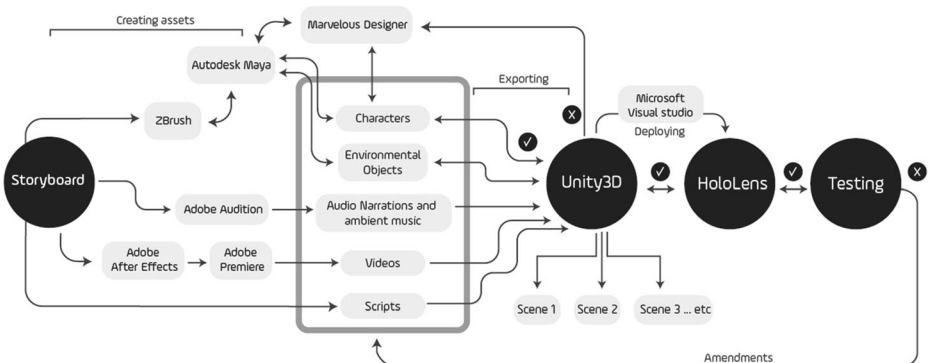 Creating assets
Marvelous Designer
Autodesk Maya
Exporting
ZBrush
Characters
X
Microsoft
Visual studio
Deploying
Environmental
Objects
Storyboard
Unity3D
HoloLens
Testing
X
Adobe Audition
Audio Narrations and
ambient music
Adobe
After Effects
Adobe
Premiere
Videos
Scripts
Scene 1
Scene 2
Scene 3 ... etc
Amendments